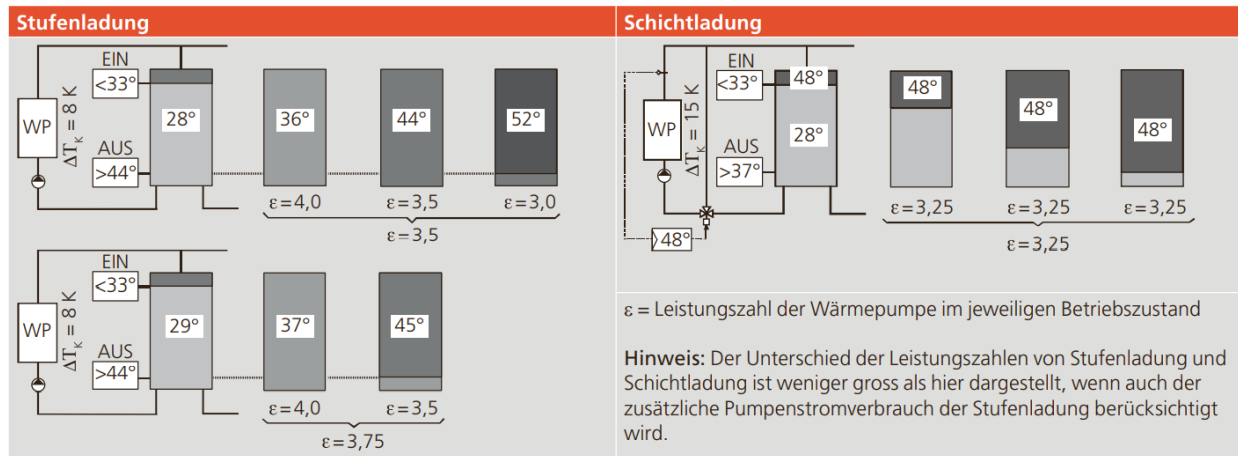 Stufenladung
EIN
<33°
WP
ΔT_K = 8 K
28°
36°
44°
52°
AUS
>44°
ε=4,0
ε=3,5
ε=3,0
ε=3,5
EIN
<33°
WP
ΔT_K = 8 K
29°
37°
45°
AUS
>44°
ε=4,0
ε=3,5
ε=3,75
Schichtladung
EIN
<33°
48°
WP
ΔT_K = 15 K
28°
48°
48°
48°
AUS
>37°
48°
ε=3,25
ε=3,25
ε=3,25
ε=3,25
ε = Leistungszahl der Wärmepumpe im jeweiligen Betriebszustand
Hinweis: Der Unterschied der Leistungszahlen von Stufenladung und
Schichtladung ist weniger gross als hier dargestellt, wenn auch der
zusätzliche Pumpenstromverbrauch der Stufenladung berücksichtigt
wird.